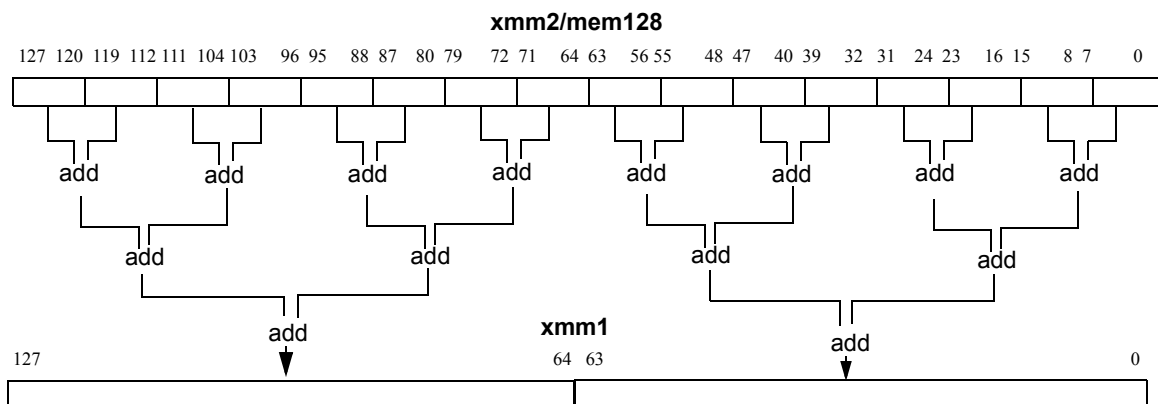 xmm2/mem128
127 120 119 112 111 104 103 96 95 88 87 80 79 72 71 64 63 56 55 48 47 40 39 32 31 24 23 16 15 8 7 0
add add add add add add add add
add add add add
add add
xmm1
127 64 63 0